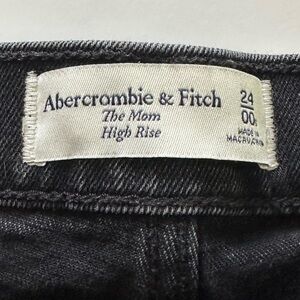 Abercrombie & Fitch
The Mom
High Rise
24
00
MADE IN